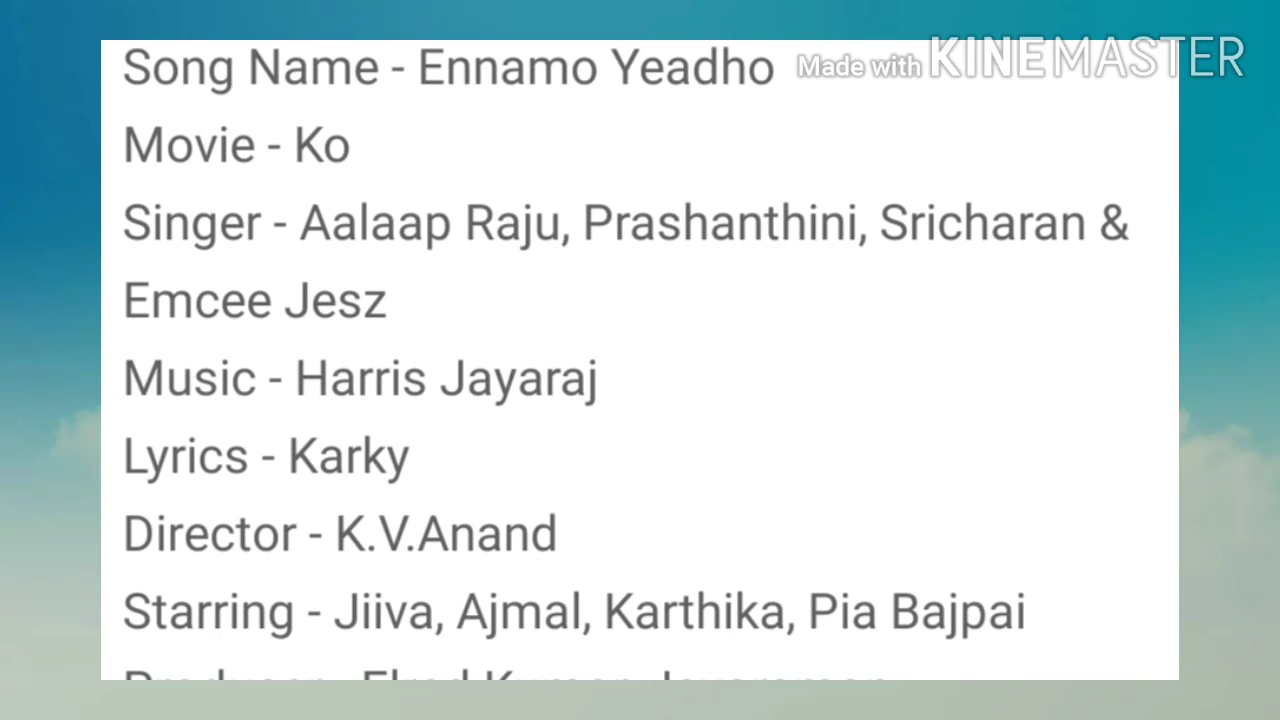 Song Name - Ennamo Yeadho
Made with KINEMASTER
Movie - Ko
Singer - Aalaap Raju, Prashanthini, Sricharan &
Emcee Jesz
Music - Harris Jayaraj
Lyrics - Karky
Director - K.V.Anand
Starring - Jiiva, Ajmal, Karthika, Pia Bajpai